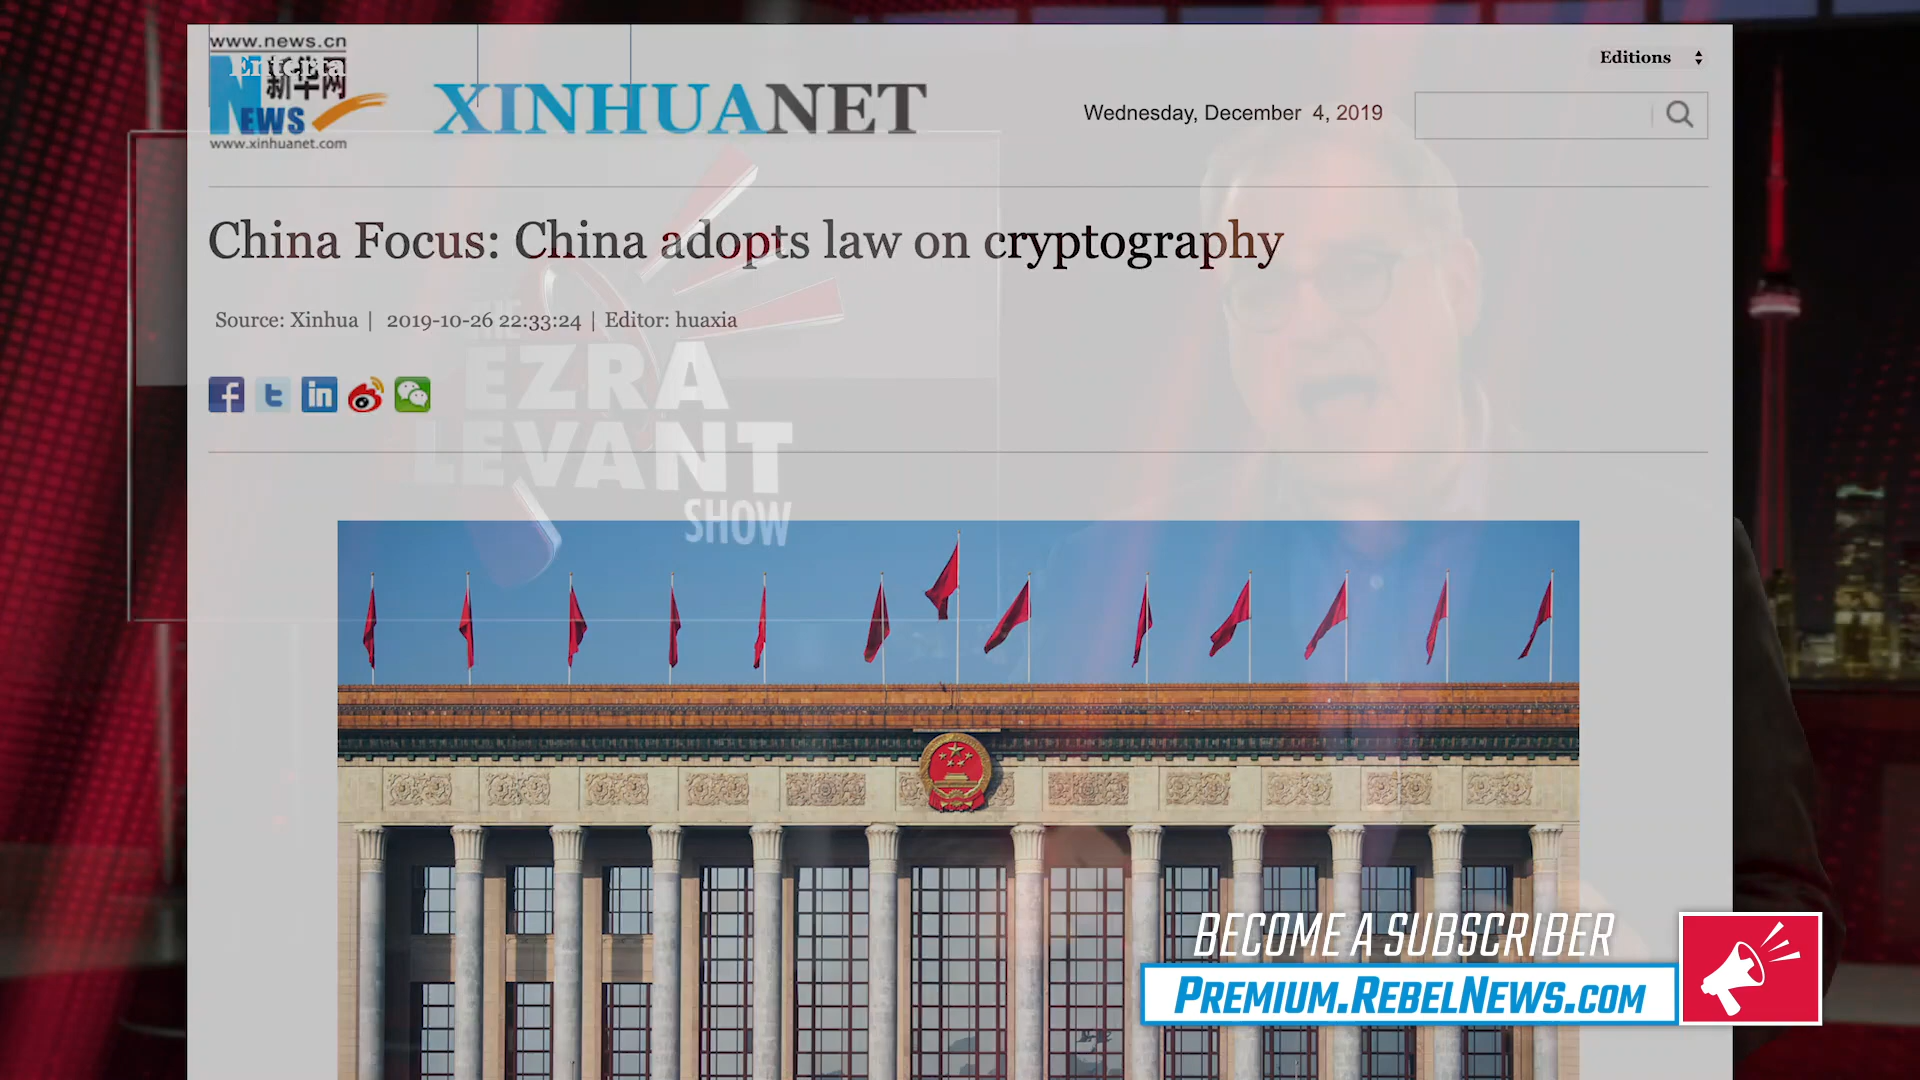 www.news.cn
Enterta
新华网
NEWS
www.xinhuanet.com
XINHUANET
Editions
Wednesday, December 4, 2019
China Focus: China adopts law on cryptography
Source: Xinhua | 2019-10-26 22:33:24 | Editor: huaxia
THE
EZRA
LEVANT
SHOW
BECOME A SUBSCRIBER
PREMIUM.REBELNEWS.COM